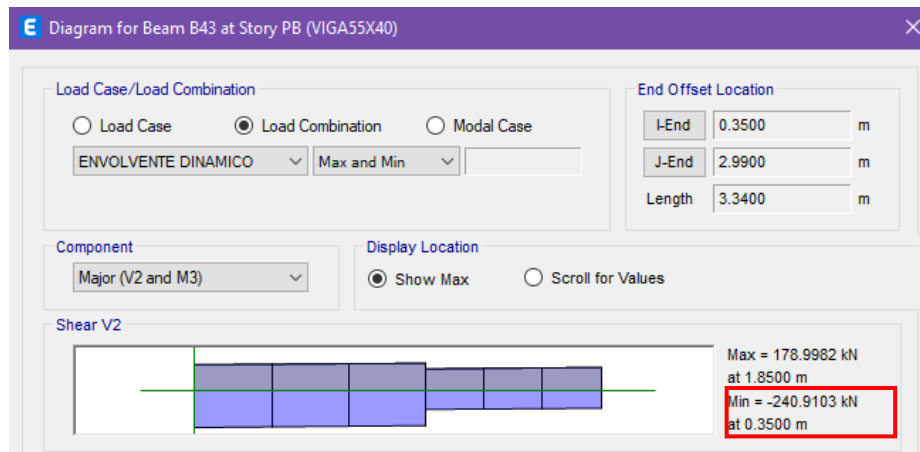 E Diagram for Beam B43 at Story PB (VIGA55X40)
Load Case/Load Combination
Load Case Load Combination Modal Case
ENVOLVENTE DINAMICO Max and Min
End Offset Location
I-End 0.3500 m
J-End 2.9900 m
Length 3.3400 m
Component
Major (V2 and M3)
Display Location
Show Max Scroll for Values
Shear V2
Max = 178.9982 kN
at 1.8500 m
Min = -240.9103 kN
at 0.3500 m